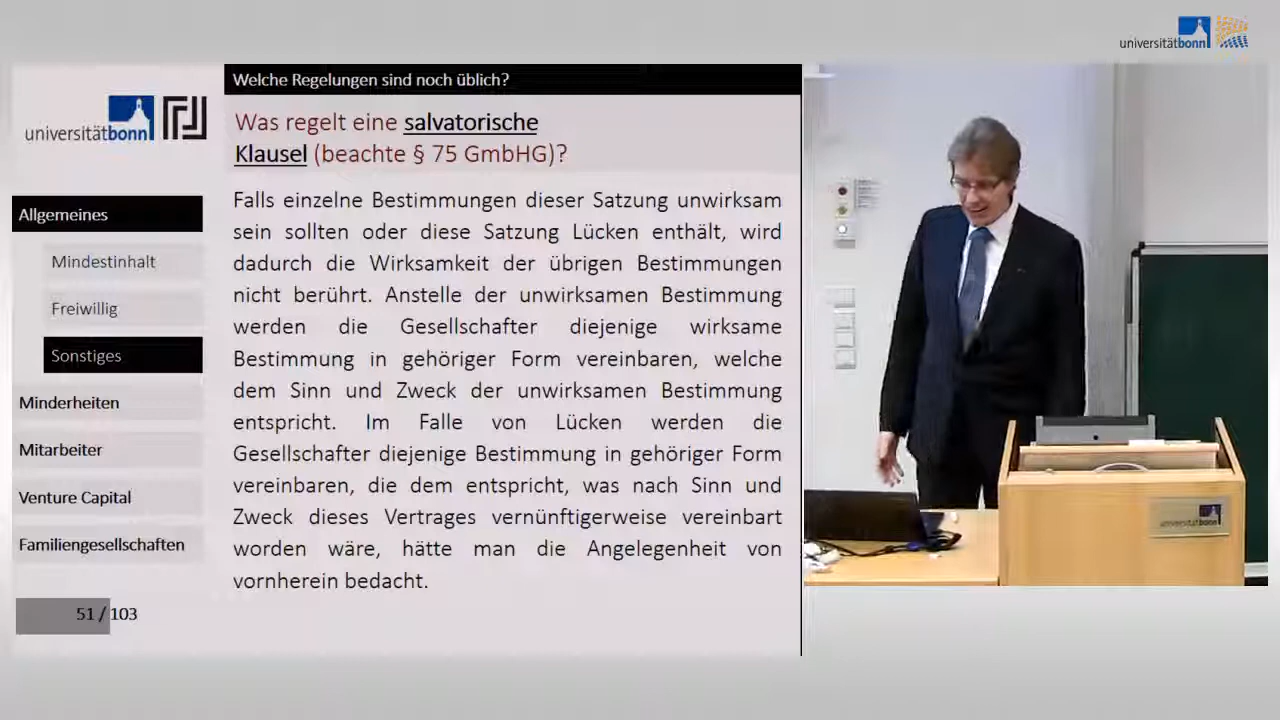 universitätbonn
Welche Regelungen sind noch üblich?
universitätbonn
Was regelt eine salvatorische
Klausel (beachte § 75 GmbHG)?
Allgemeines
Mindestinhalt
Freiwillig
Sonstiges
Minderheiten
Mitarbeiter
Venture Capital
Familiengesellschaften
51 / 103
Falls einzelne Bestimmungen dieser Satzung unwirksam
sein sollten oder diese Satzung Lücken enthält, wird
dadurch die Wirksamkeit der übrigen Bestimmungen
nicht berührt. Anstelle der unwirksamen Bestimmung
werden die Gesellschafter diejenige wirksame
Bestimmung in gehöriger Form vereinbaren, welche
dem Sinn und Zweck der unwirksamen Bestimmung
entspricht. Im Falle von Lücken werden die
Gesellschafter diejenige Bestimmung in gehöriger Form
vereinbaren, die dem entspricht, was nach Sinn und
Zweck dieses Vertrages vernünftigerweise vereinbart
worden wäre, hätte man die Angelegenheit von
vornherein bedacht.
universitätbonn